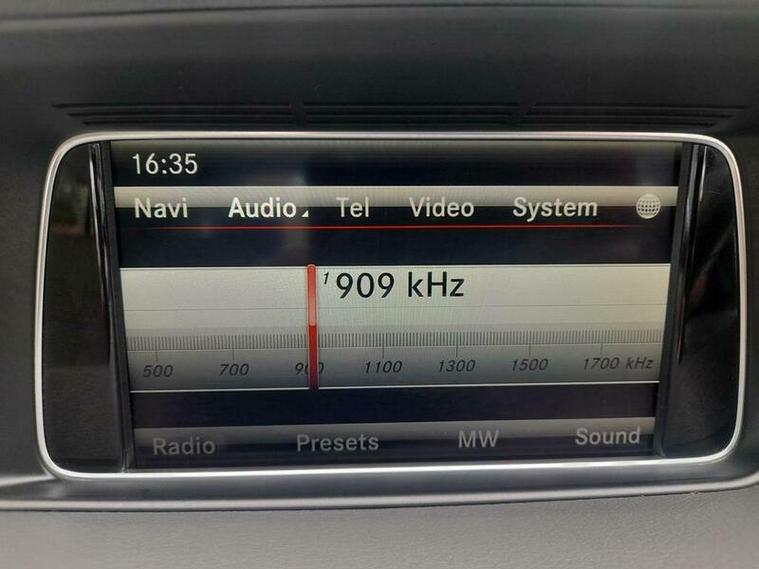 16:35
Navi Audio Tel Video System
1 909 kHz
500 700 900 1100 1300 1500 1700 kHz
Radio Presets MW Sound